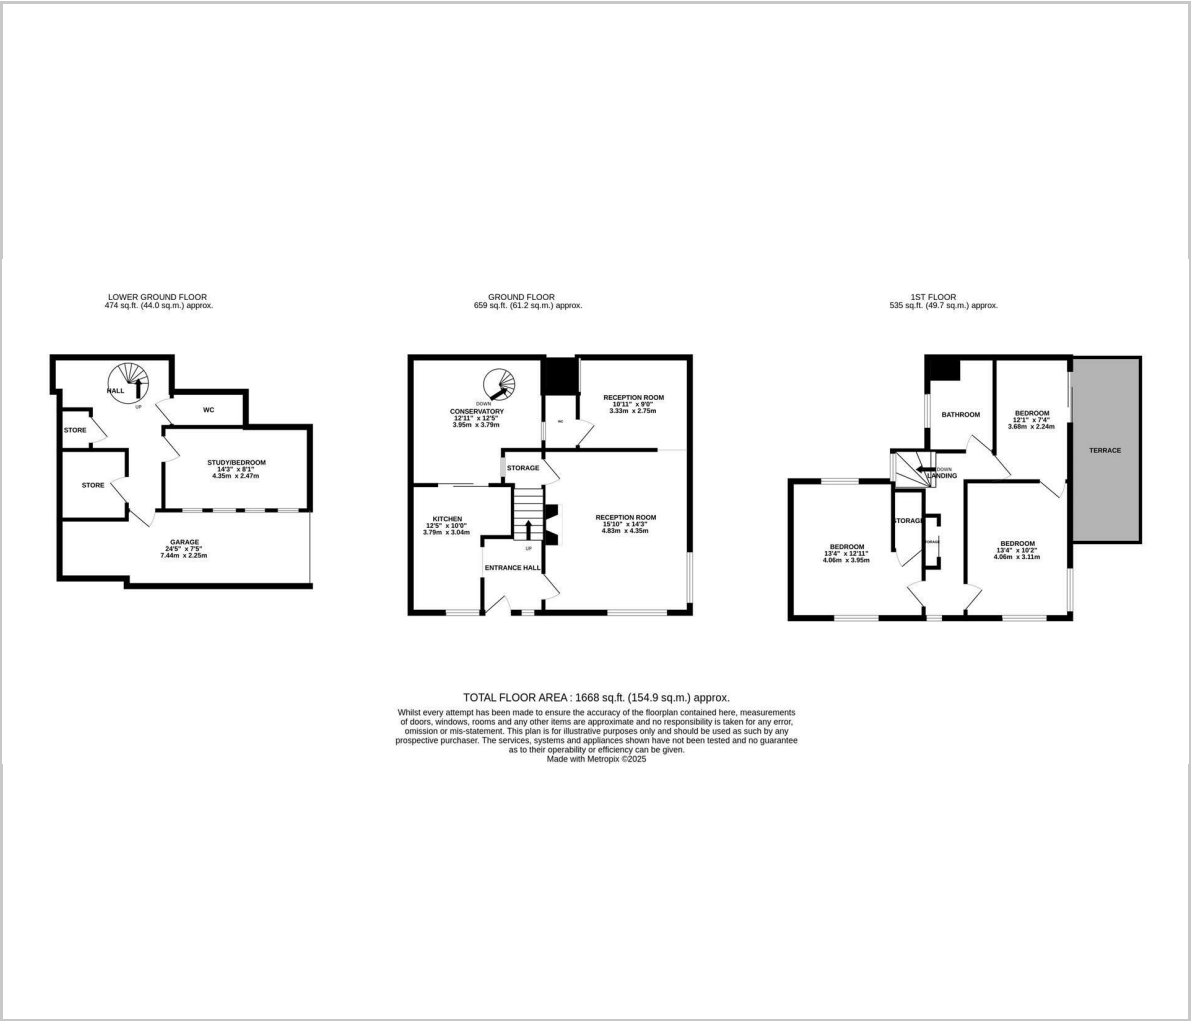 LOWER GROUND FLOOR
474 sq.ft. (44.0 sq.m.) approx.
HALL
UP
WC
STORE
STORE
STUDY/BEDROOM
14'3" x 8'1"
4.35m x 2.47m
GARAGE
24'5" x 7'5"
7.44m x 2.25m
GROUND FLOOR
659 sq.ft. (61.2 sq.m.) approx.
DOWN
CONSERVATORY
12'11" x 12'5"
3.95m x 3.79m
RECEPTION ROOM
10'11" x 9'0"
3.33m x 2.75m
WC
STORAGE
KITCHEN
12'5" x 10'0"
3.79m x 3.04m
RECEPTION ROOM
15'10" x 14'3"
4.83m x 4.35m
UP
ENTRANCE HALL
1ST FLOOR
535 sq.ft. (49.7 sq.m.) approx.
BATHROOM
BEDROOM
12'1" x 7'4"
3.68m x 2.24m
TERRACE
DOWN
LANDING
STORAGE
STORAGE
BEDROOM
13'4" x 12'11"
4.06m x 3.95m
BEDROOM
13'4" x 10'2"
4.06m x 3.11m
TOTAL FLOOR AREA : 1668 sq.ft. (154.9 sq.m.) approx.
Whilst every attempt has been made to ensure the accuracy of the floorplan contained here, measurements
of doors, windows, rooms and any other items are approximate and no responsibility is taken for any error,
omission or mis-statement. This plan is for illustrative purposes only and should be used as such by any
prospective purchaser. The services, systems and appliances shown have not been tested and no guarantee
as to their operability or efficiency can be given.
Made with Metropix ©2025